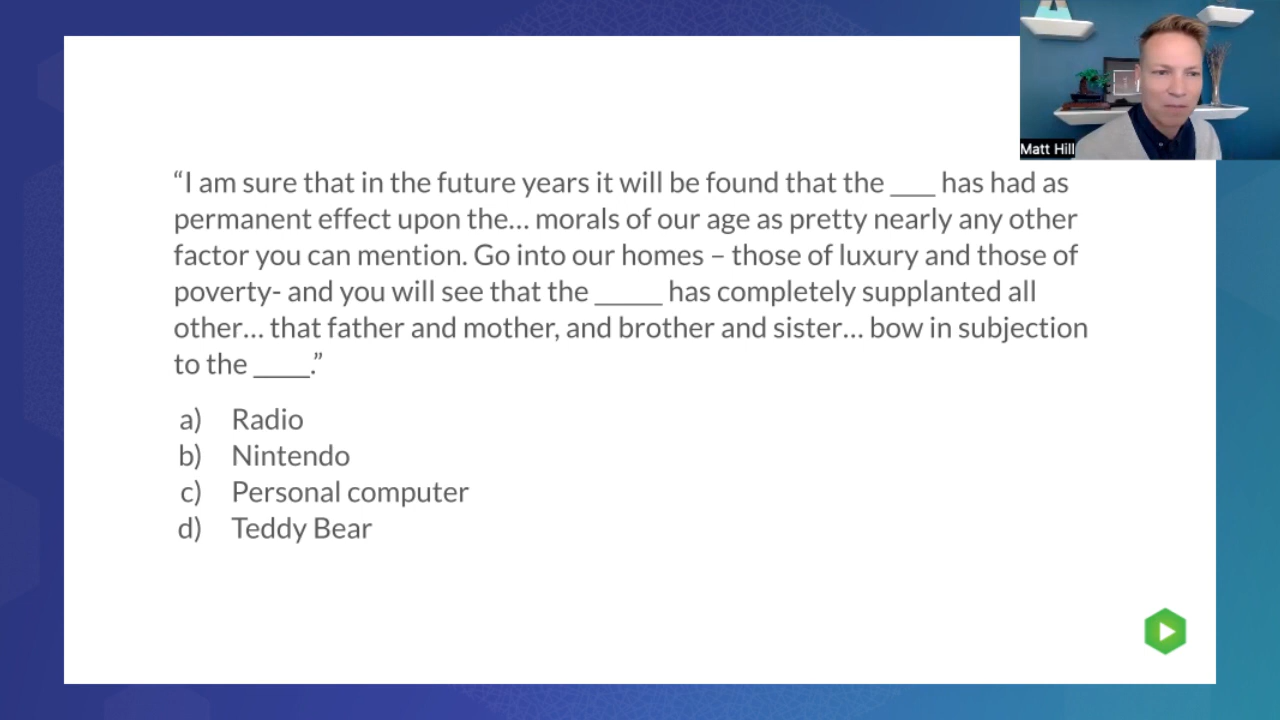 Matt Hill
“I am sure that in the future years it will be found that the ___ has had as
permanent effect upon the... morals of our age as pretty nearly any other
factor you can mention. Go into our homes – those of luxury and those of
poverty- and you will see that the _____ has completely supplanted all
other... that father and mother, and brother and sister... bow in subjection
to the ____.”
a) Radio
b) Nintendo
c) Personal computer
d) Teddy Bear